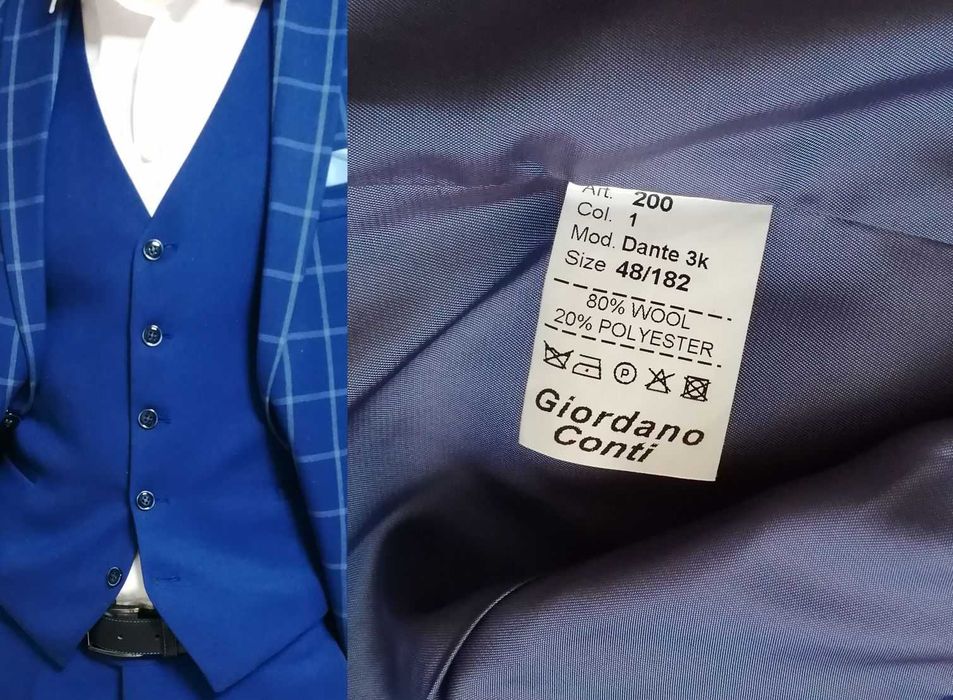 Art. 200
Col. 1
Mod. Dante 3k
Size 48/182
80% WOOL
20% POLYESTER
P
Giordano
Conti